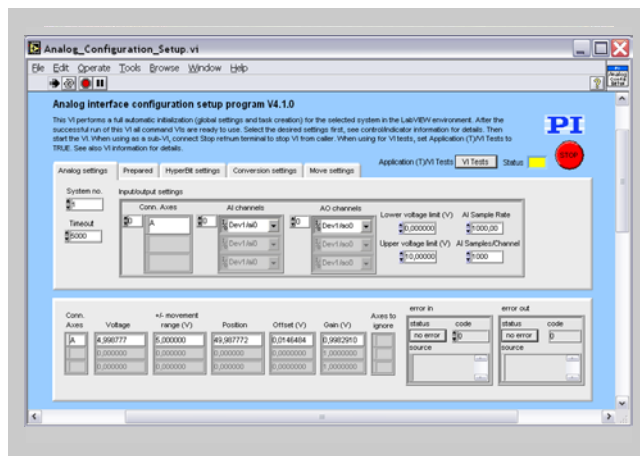 Analog_Configuration_Setup.vi
File Edit Operate Tools Browse Window Help
Analog interface configuration setup program V4.1.0
This VI performs a full automatic initialization (global settings and task creation) for the selected system in the LabVIEW environment. After the
successful run of this VI all command VIs are ready to use. Select the desired settings first, see control/indicator information for details. Then
start the VI. When using as a sub-VI, connect Stop refnum terminal to stop VI from caller. When using for VI tests, set Application (T)/VI Tests to
TRUE. See also VI information for details.
PI
Application (T)/VI Tests VI Tests Status STOP
Analog settings Prepared HyperBit settings Conversion settings Move settings
System no. Input/output settings
1 Conn. Axes AI channels AO channels
0 A 0 Dev1/ai0 0 Dev1/ao0 Lower voltage limit (V) AI Sample Rate
Timeout 0,000000 1000,00
5000 Dev1/ai0 Dev1/ao0 Upper voltage limit (V) AI Samples/Channel
Dev1/ai0 Dev1/ao0 10,00000 1000
Conn. +/- movement Axes to error in error out
Axes Voltage range (V) Position Offset (V) Gain (V) ignore status code status code
A 4,998777 5,000000 49,987772 0,0146484 0,9982910 no error 0 no error 0
0,000000 0,000000 0,000000 0,000000 1,000000 source source
0,000000 0,000000 0,000000 0,000000 1,000000